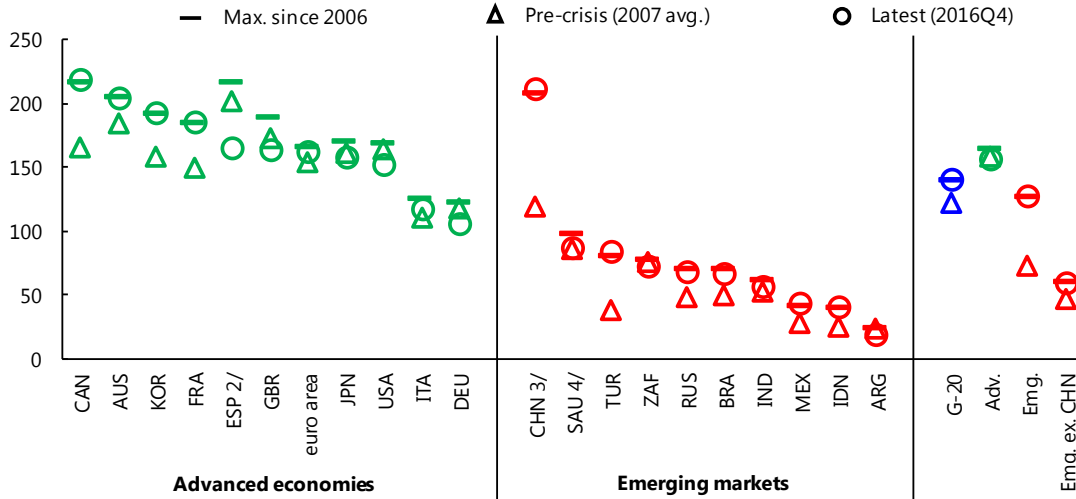 Max. since 2006 Pre-crisis (2007 avg.) Latest (2016Q4)
250
200
150
100
50
0
CAN AUS KOR FRA ESP 2/ GBR euro area JPN USA ITA DEU CHN 3/ SAU 4/ TUR ZAF RUS BRA IND MEX IDN ARG G-20 Adv. Emg. Emg. ex. CHN
Advanced economies Emerging markets